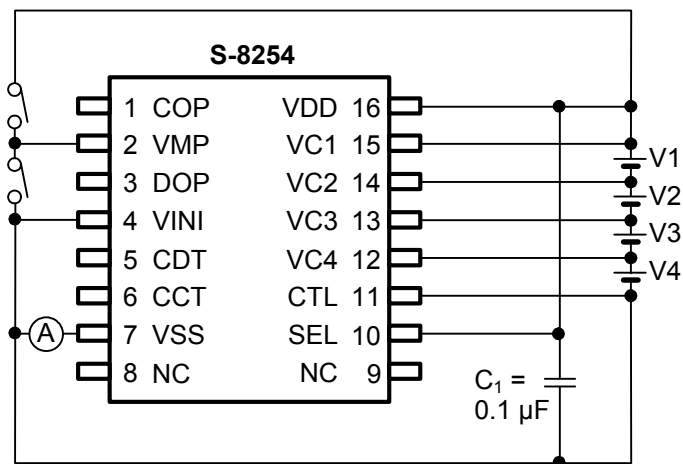 S-8254
1 COP VDD 16
2 VMP VC1 15
V1
3 DOP VC2 14
V2
4 VINI VC3 13
V3
5 CDT VC4 12
V4
6 CCT CTL 11
A 7 VSS SEL 10
8 NC NC 9
C₁ =
0.1 µF